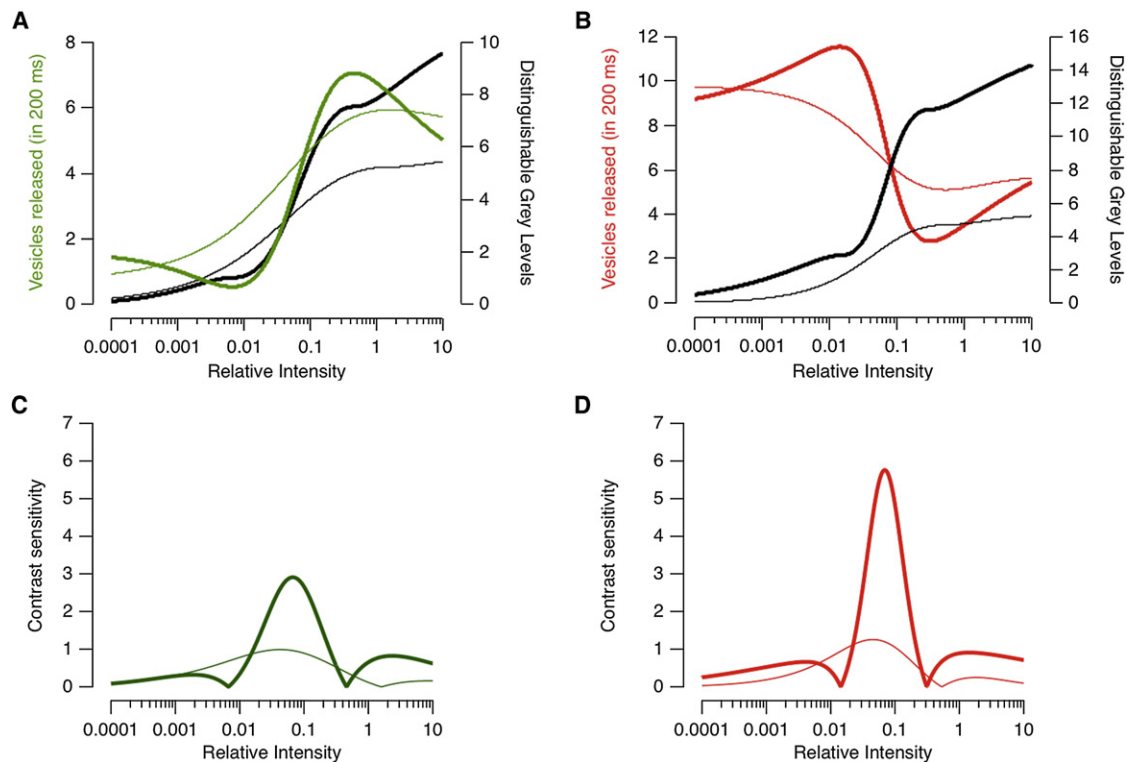 A
Vesicles released (in 200 ms)
8
6
4
2
0
10
8
6
4
2
0
Distinguishable Grey Levels
0.0001 0.001 0.01 0.1 1 10
Relative Intensity
B
Vesicles released (in 200 ms)
12
10
8
6
4
2
0
16
14
12
10
8
6
4
2
0
Distinguishable Grey Levels
0.0001 0.001 0.01 0.1 1 10
Relative Intensity
C
Contrast sensitivity
7
6
5
4
3
2
1
0
0.0001 0.001 0.01 0.1 1 10
Relative Intensity
D
Contrast sensitivity
7
6
5
4
3
2
1
0
0.0001 0.001 0.01 0.1 1 10
Relative Intensity